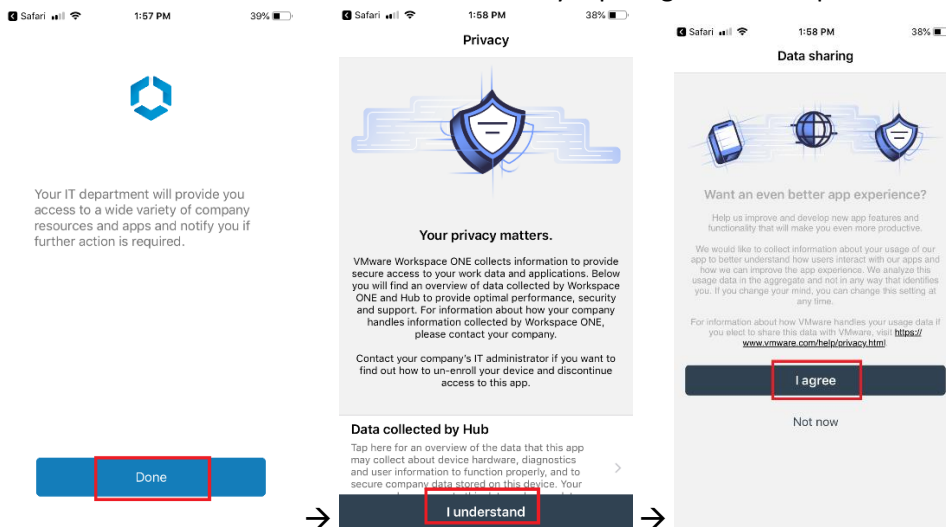 Safari 1:57 PM 39%
Your IT department will provide you
access to a wide variety of company
resources and apps and notify you if
further action is required.
Done
→
Safari 1:58 PM 38%
Privacy
Your privacy matters.
VMware Workspace ONE collects information to provide
secure access to your work data and applications. Below
you will find an overview of data collected by Workspace
ONE and Hub to provide optimal performance, security
and support. For information about how your company
handles information collected by Workspace ONE,
please contact your company.
Contact your company's IT administrator if you want to
find out how to un-enroll your device and discontinue
access to this app.
Data collected by Hub
Tap here for an overview of the data that this app
may collect about device hardware, diagnostics
and user information to function properly, and to
secure company data stored on this device. Your
I understand
→
Safari 1:58 PM 38%
Data sharing
Want an even better app experience?
Help us improve and develop new app features and
functionality that will make you even more productive.
We would like to collect information about your usage of our
app to better understand how users interact with our apps and
how we can improve the app experience. We analyze this
usage data in the aggregate and not in any way that identifies
you. If you change your mind, you can change this setting at
any time.
For information about how VMware handles your usage data if
you elect to share this data with VMware, visit https://
www.vmware.com/help/privacy.html.
I agree
Not now